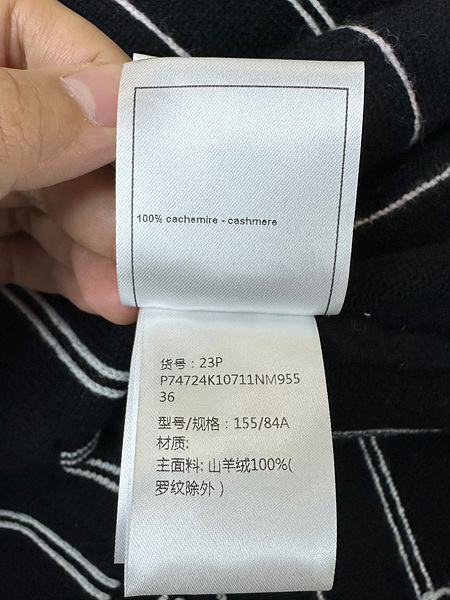 100% cachemire - cashmere
货号：23P
P74724K10711NM955
36
型号/规格：155/84A
材质:
主面料: 山羊绒100%(
罗纹除外）